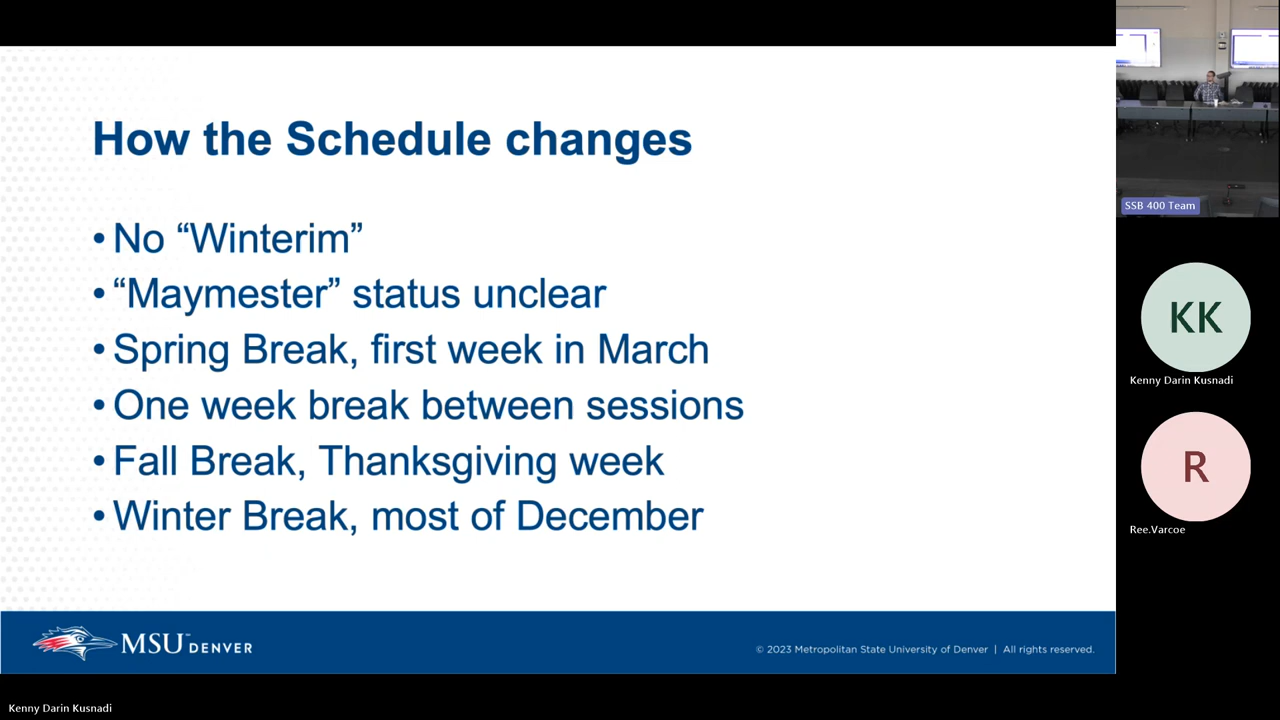 How the Schedule changes
• No “Winterim”
• “Maymester” status unclear
• Spring Break, first week in March
• One week break between sessions
• Fall Break, Thanksgiving week
• Winter Break, most of December
MSU DENVER
© 2023 Metropolitan State University of Denver | All rights reserved.
SSB 400 Team
KK
Kenny Darin Kusnadi
R
Ree.Varcoe
Kenny Darin Kusnadi